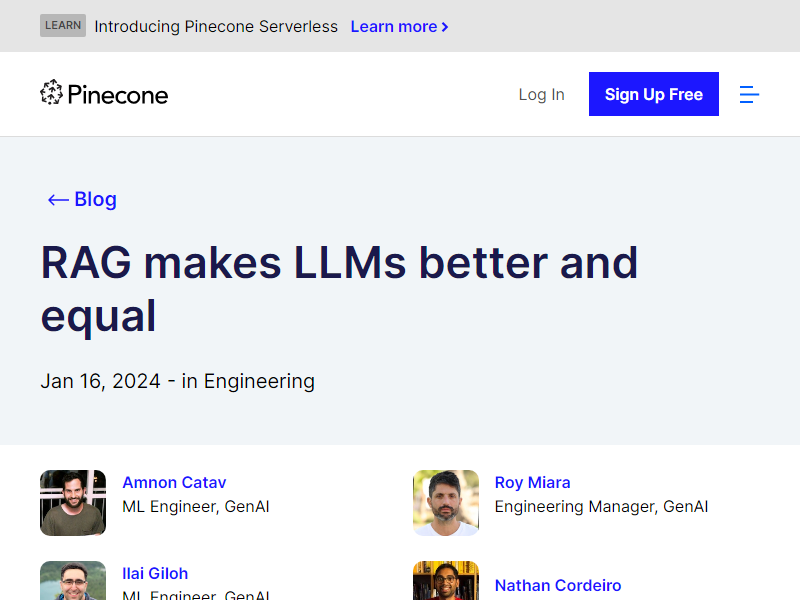 LEARN Introducing Pinecone Serverless Learn more
Pinecone
Log In
Sign Up Free
Blog
RAG makes LLMs better and
equal
Jan 16, 2024 - in Engineering
Amnon Catav
ML Engineer, GenAI
Roy Miara
Engineering Manager, GenAI
Ilai Giloh
ML Engineer, GenAI
Nathan Cordeiro